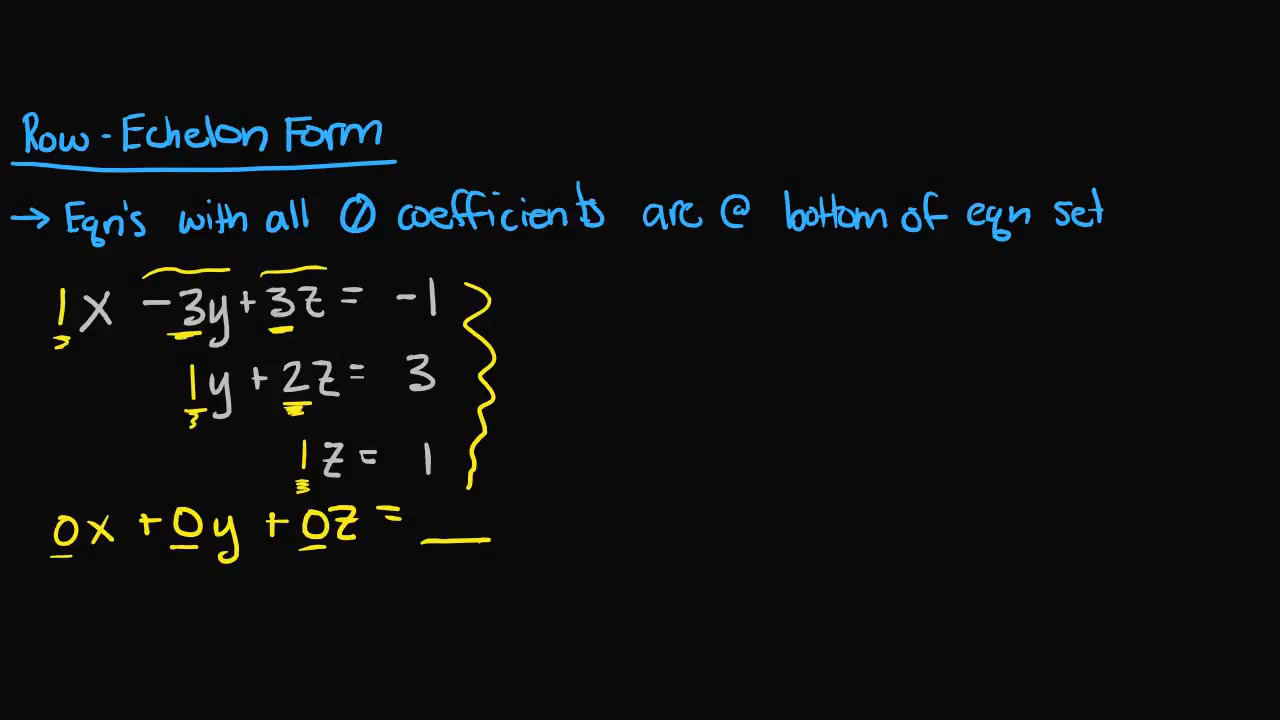 Row-Echelon Form
→ Eqn's with all 0 coefficients are @ bottom of eqn set
1x -3y+3z = -1
1y + 2z = 3
1z = 1
0x + 0y + 0z = __